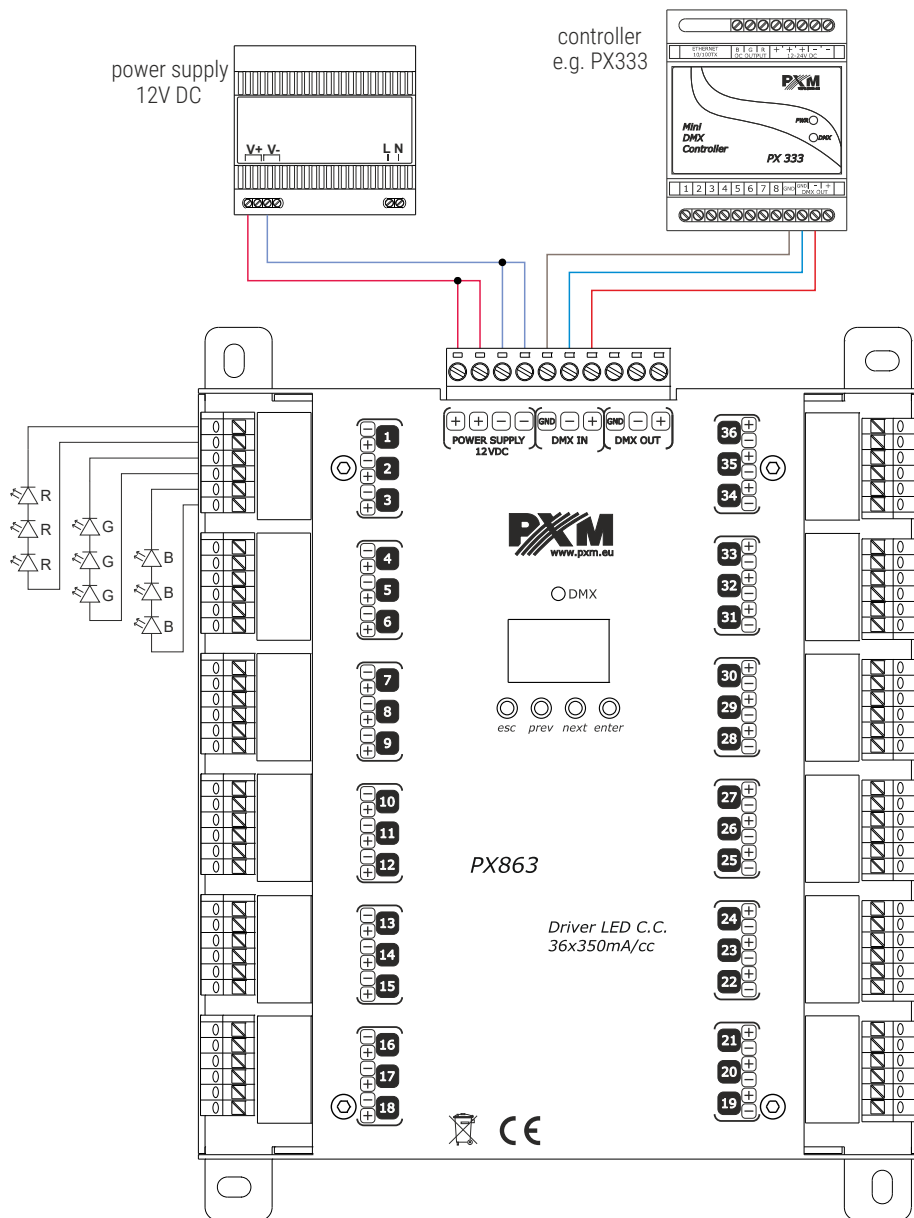 power supply
12V DC
V+ V-
L N
controller
e.g. PX333
ETHERNET
10/100TX
B G R
DC OUTPUT
+ + + - -
12-24V DC
PXM
PWR
DMX
Mini
DMX
Controller
PX 333
1 2 3 4 5 6 7 8 GND GND - +
DMX OUT
+ + - - GND - + GND - +
POWER SUPPLY
12VDC
DMX IN
DMX OUT
R
R
R
G
G
G
B
B
B
- + 1
- + 2
- + 3
- + 4
- + 5
- + 6
- + 7
- + 8
- + 9
- + 10
- + 11
- + 12
- + 13
- + 14
- + 15
- + 16
- + 17
- + 18
PXM
www.pxm.eu
DMX
esc prev next enter
PX863
Driver LED C.C.
36x350mA/cc
CE
36 + -
35 + -
34 + -
33 + -
32 + -
31 + -
30 + -
29 + -
28 + -
27 + -
26 + -
25 + -
24 + -
23 + -
22 + -
21 + -
20 + -
19 + -